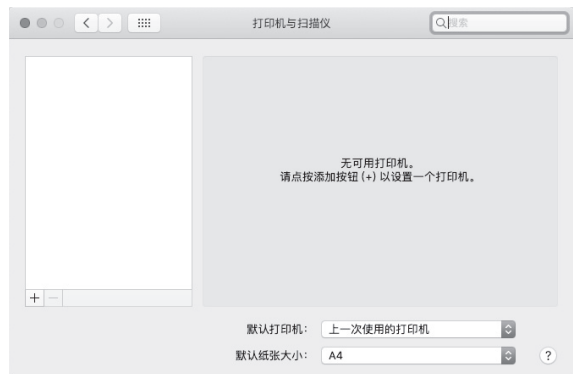 打印机与扫描仪
搜索
无可用打印机。
请点按添加按钮 (+) 以设置一个打印机。
+ −
默认打印机： 上一次使用的打印机
默认纸张大小： A4
?